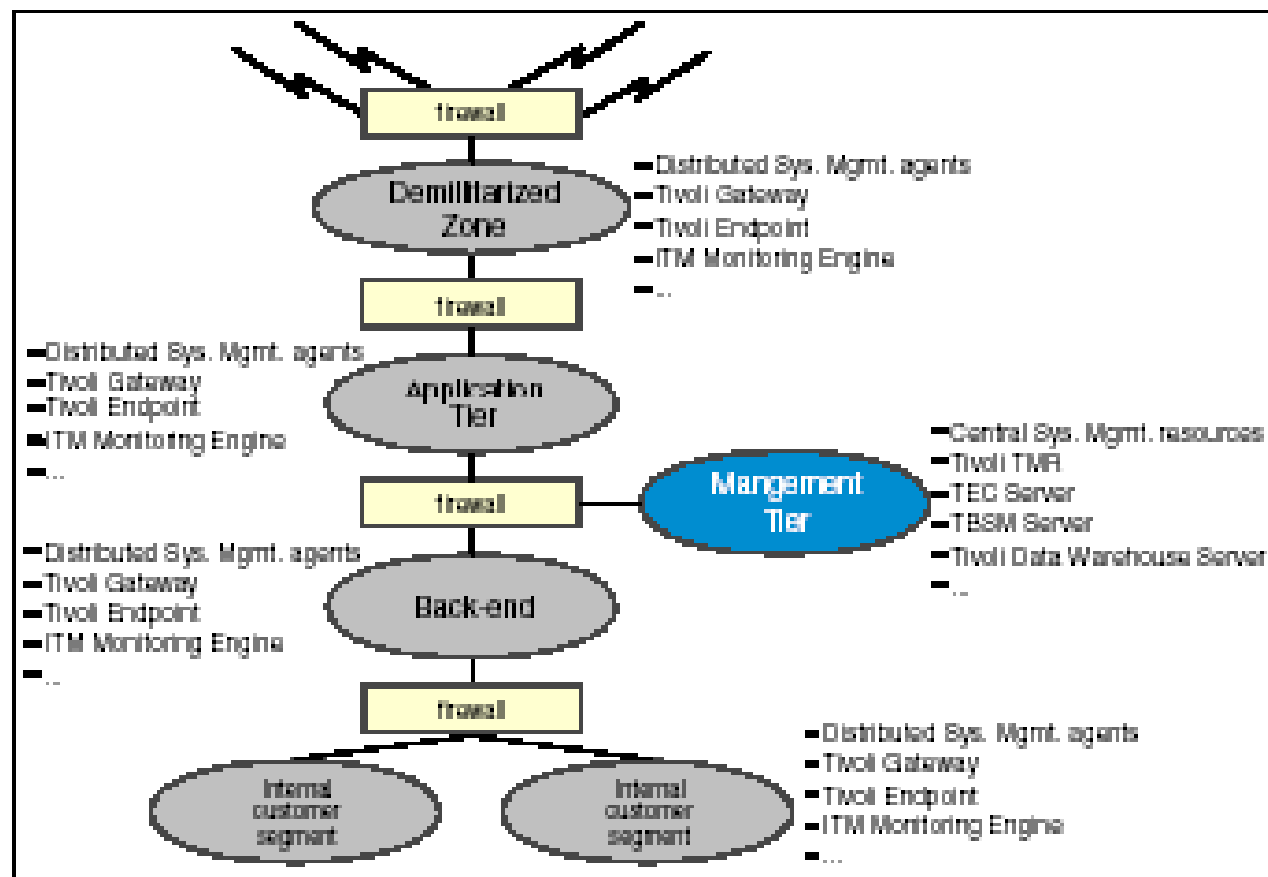 firewall
Demilitarized
Zone
Distributed Sys. Mgmt. agents
Tivoli Gateway
Tivoli Endpoint
ITM Monitoring Engine
...
firewall
Distributed Sys. Mgmt. agents
Tivoli Gateway
Tivoli Endpoint
ITM Monitoring Engine
...
Application
Tier
firewall
Mangement
Tier
Central Sys. Mgmt. resources
Tivoli TMR
TEC Server
TBSM Server
Tivoli Data Warehouse Server
...
Distributed Sys. Mgmt. agents
Tivoli Gateway
Tivoli Endpoint
ITM Monitoring Engine
...
Back-end
firewall
Internal
customer
segment
Internal
customer
segment
Distributed Sys. Mgmt. agents
Tivoli Gateway
Tivoli Endpoint
ITM Monitoring Engine
...